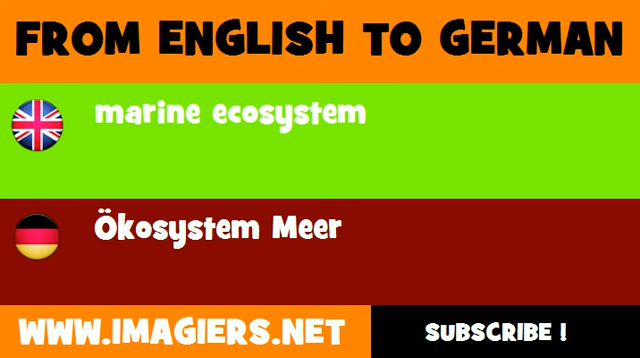 FROM ENGLISH TO GERMAN
marine ecosystem
Ökosystem Meer
WWW.IMAGIERS.NET
SUBSCRIBE !